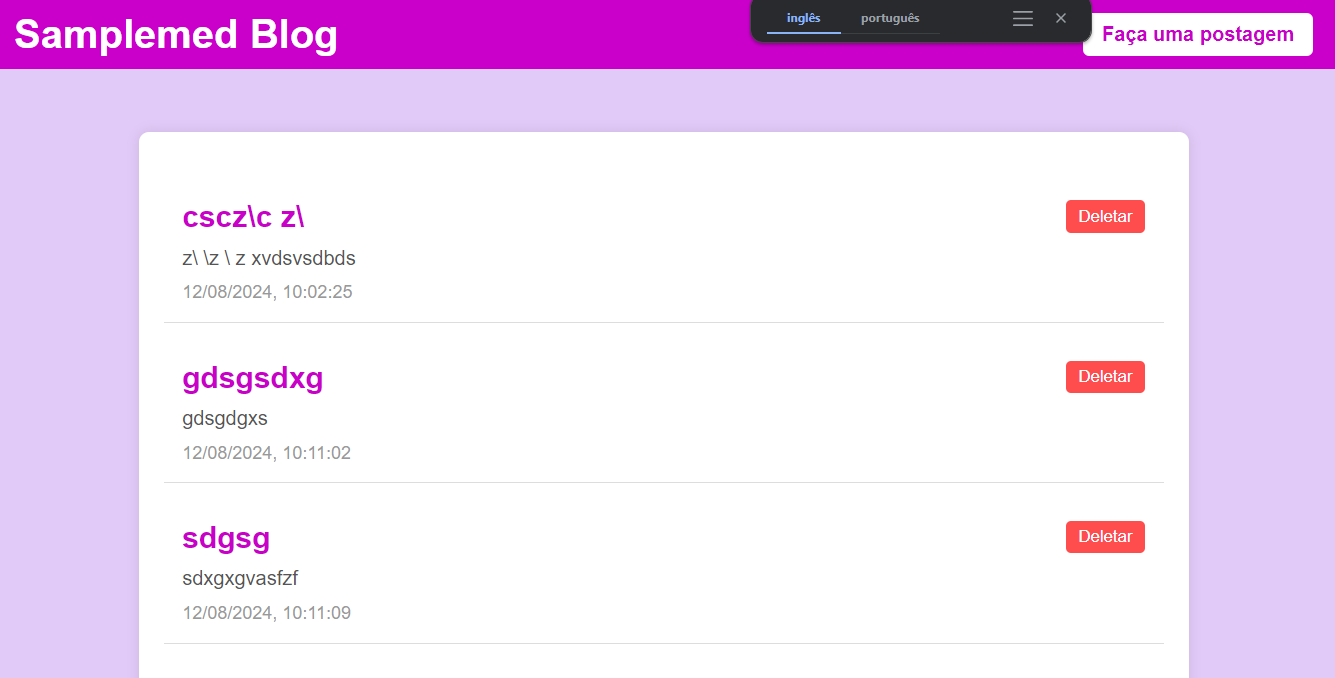 Samplemed Blog
inglês
português
Faça uma postagem
cscz\c z\
Deletar
z\ \z \ z xvdsvsdbds
12/08/2024, 10:02:25
gdsgsdxg
Deletar
gdsgdgxs
12/08/2024, 10:11:02
sdgsg
Deletar
sdxgxgvasfzf
12/08/2024, 10:11:09